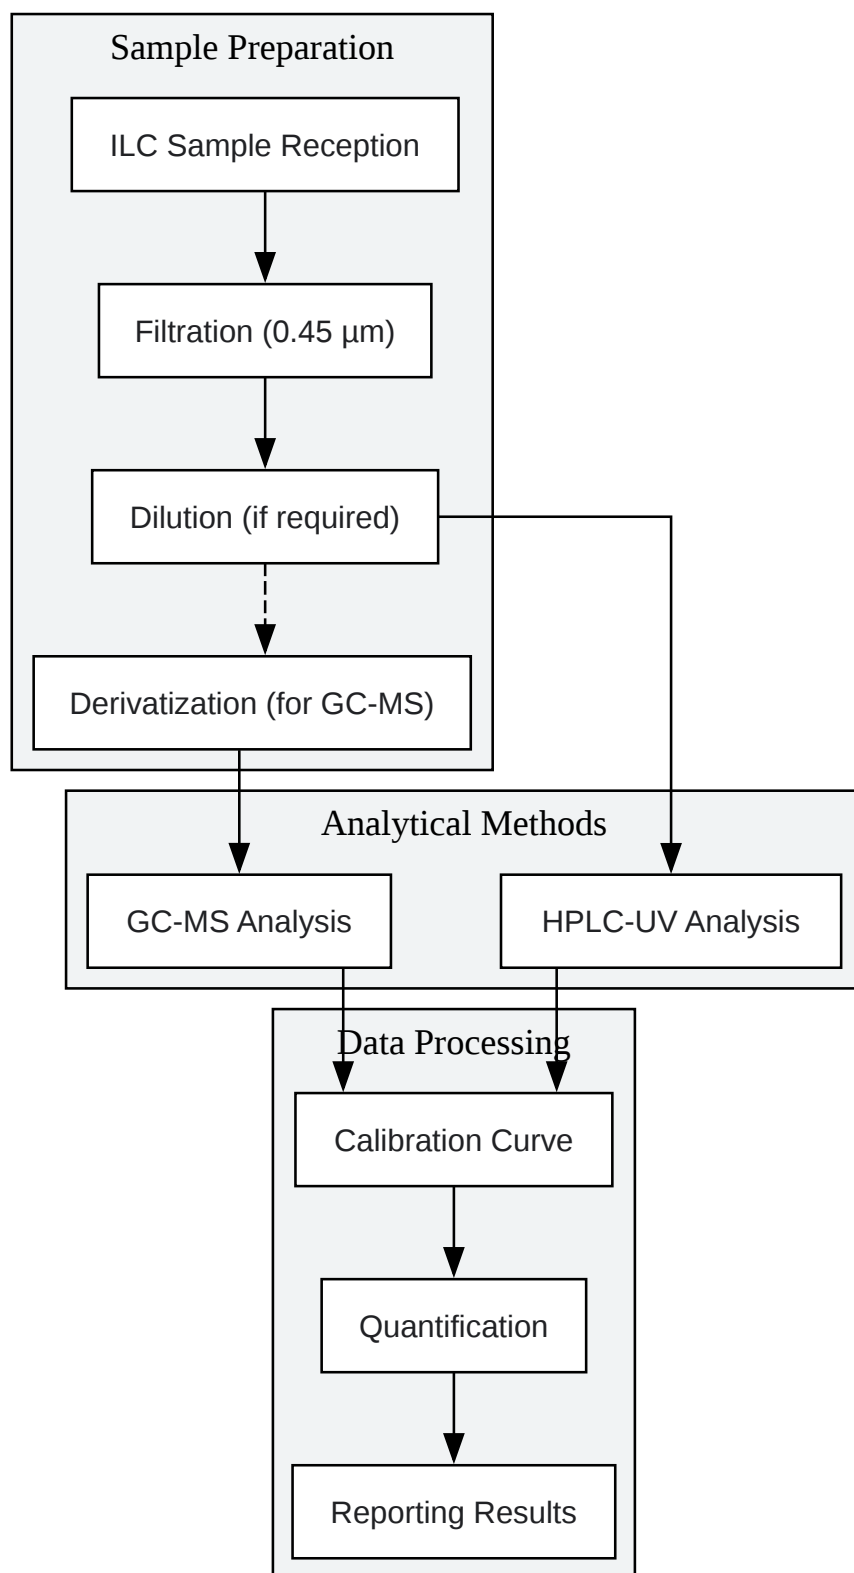 Sample Preparation
ILC Sample Reception
Filtration (0.45 µm)
Dilution (if required)
Derivatization (for GC-MS)
Analytical Methods
GC-MS Analysis
HPLC-UV Analysis
Data Processing
Calibration Curve
Quantification
Reporting Results